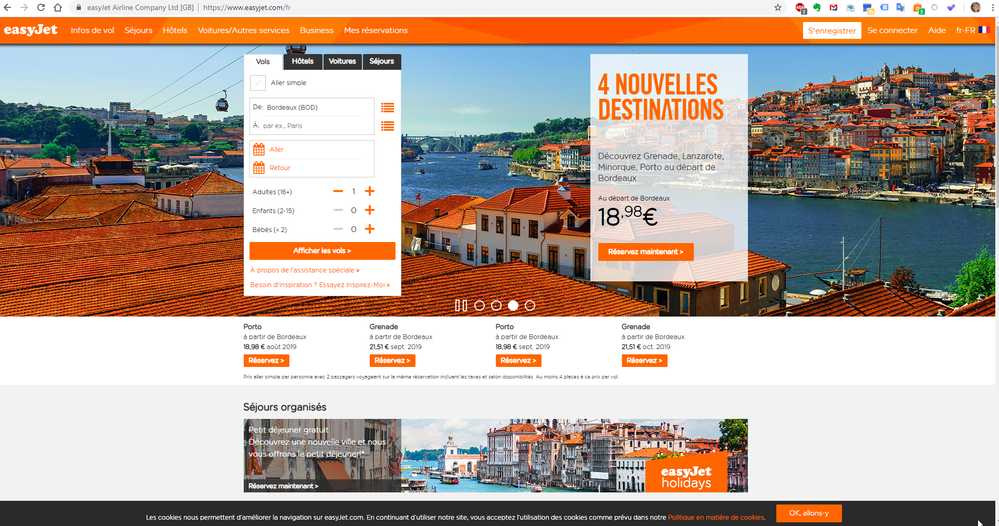 easyJet Airline Company Ltd [GB] | https://www.easyjet.com/fr
ABP 3
2h
3
easyJet
Infos de vol
Séjours
Hôtels
Voitures/Autres services
Business
Mes réservations
S'enregistrer
Se connecter
Aide
fr-FR
Vols
Hôtels
Voitures
Séjours
Aller simple
De: Bordeaux (BOD)
À: par ex., Paris
Aller
Retour
Adultes (16+) 1
Enfants (2-15) 0
Bébés (< 2) 0
Afficher les vols >
À propos de l'assistance spéciale >
Besoin d'inspiration ? Essayez Inspirez-Moi >
4 NOUVELLES
DESTINATIONS
Découvrez Grenade, Lanzarote,
Minorque, Porto au départ de
Bordeaux
Au départ de Bordeaux
18,98€
Réservez maintenant >
Porto
à partir de Bordeaux
18,98 € août 2019
Réservez >
Grenade
à partir de Bordeaux
21,51 € sept. 2019
Réservez >
Porto
à partir de Bordeaux
18,98 € sept. 2019
Réservez >
Grenade
à partir de Bordeaux
21,51 € oct. 2019
Réservez >
Prix aller simple par personne avec 2 passagers voyageant sur la même réservation incluant les taxes et selon disponibilités. Au moins 4 places à ce prix par vol.
Séjours organisés
Petit déjeuner gratuit
Découvrez une nouvelle ville et nous
vous offrons le petit déjeuner!*
Réservez maintenant >
easyJet
holidays
Les cookies nous permettent d'améliorer la navigation sur easyJet.com. En continuant d'utiliser notre site, vous acceptez l'utilisation des cookies comme prévu dans notre Politique en matière de cookies.
OK, allons-y